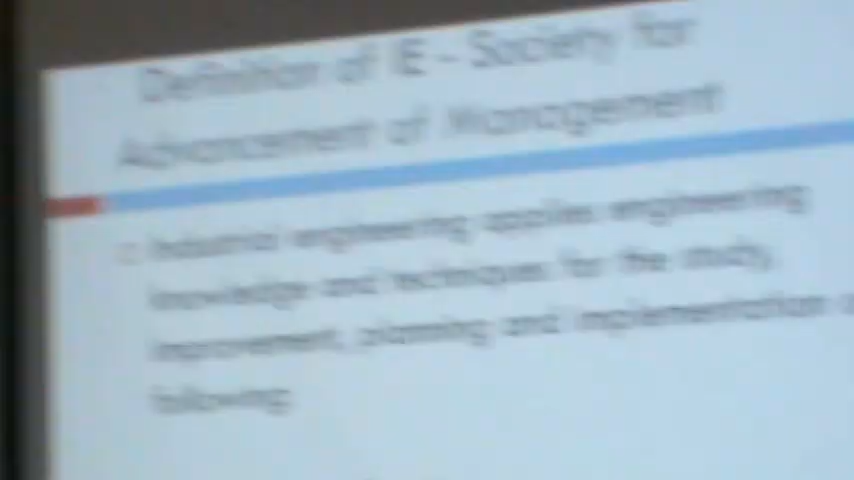 Definition of IE - Society for
Advancement of Management
Industrial engineering applies engineering
knowledge and techniques for the study,
improvement, planning and implementation
following